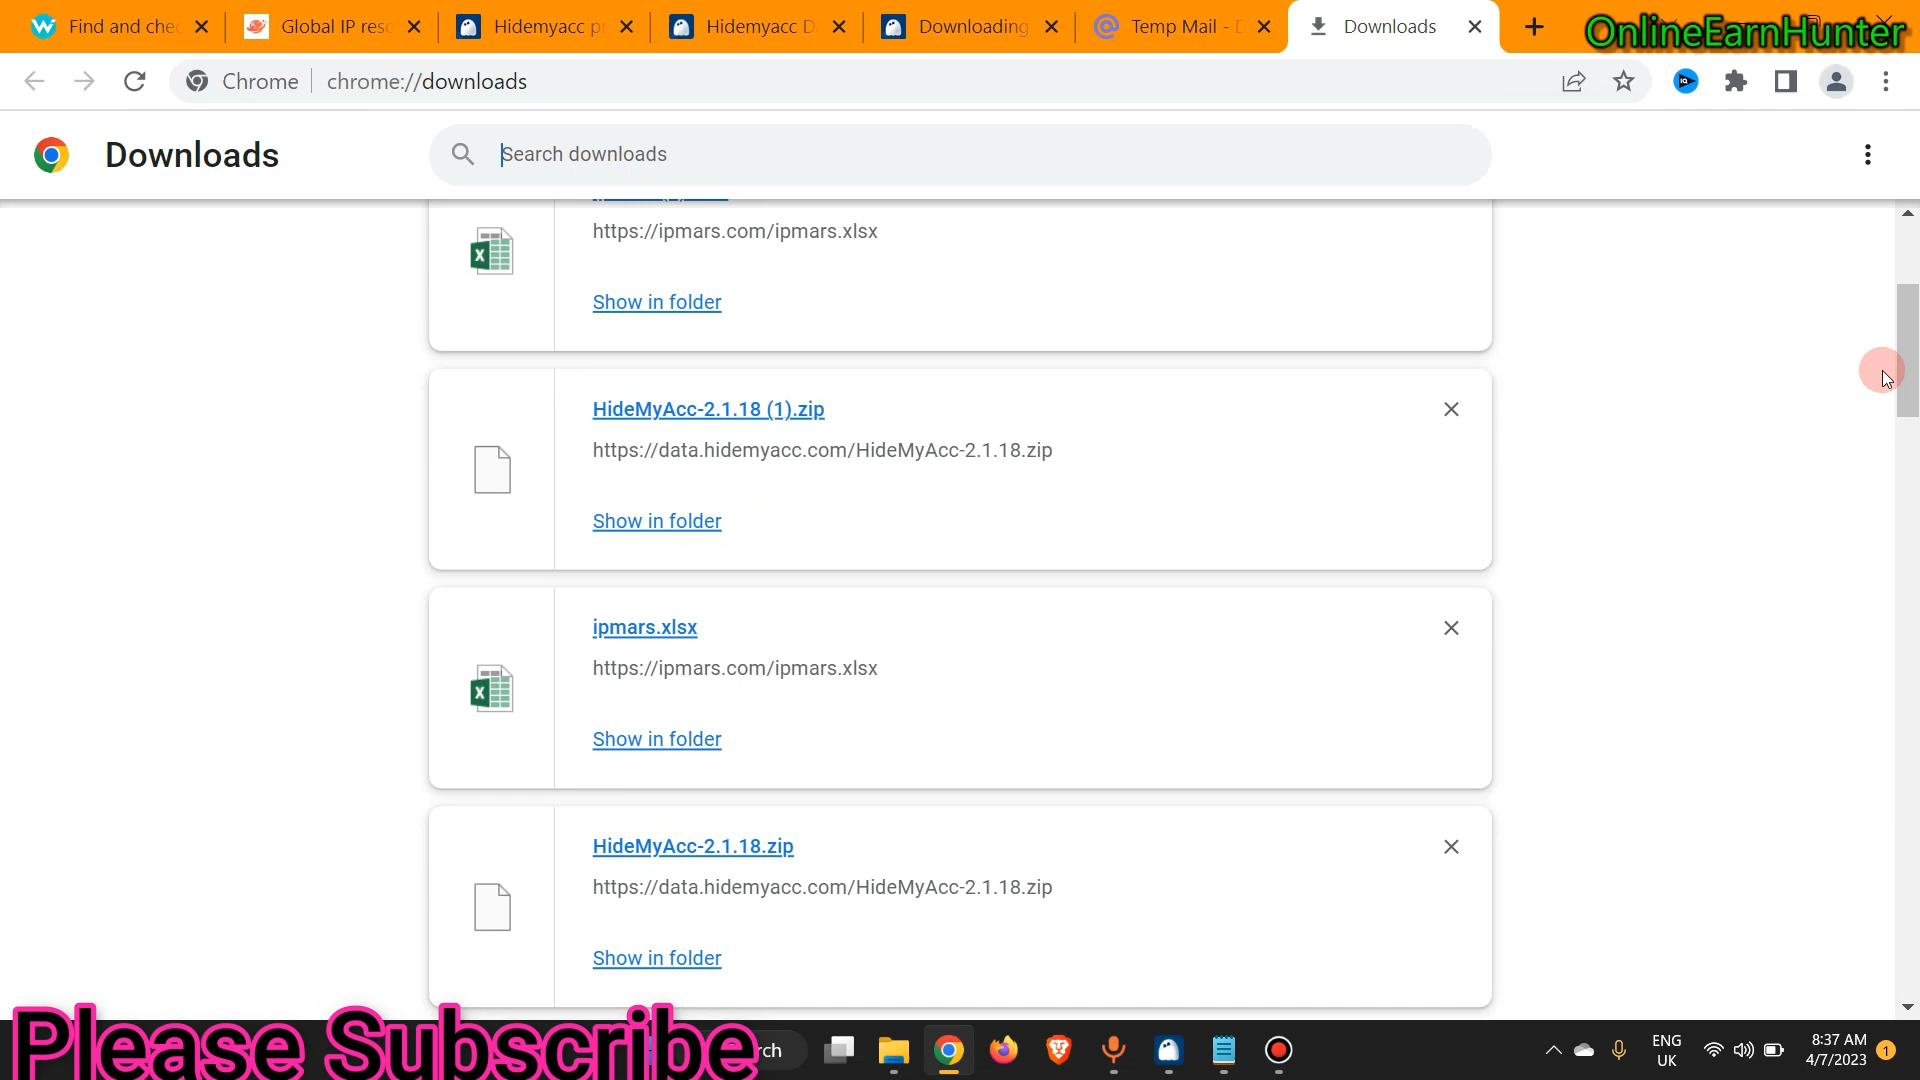 Find and chec
Global IP reso
Hidemyacc pr
Hidemyacc D
Downloading
Temp Mail - D
Downloads
OnlineEarnHunter
Chrome
chrome://downloads
Downloads
Search downloads
https://ipmars.com/ipmars.xlsx
Show in folder
HideMyAcc-2.1.18 (1).zip
https://data.hidemyacc.com/HideMyAcc-2.1.18.zip
Show in folder
ipmars.xlsx
https://ipmars.com/ipmars.xlsx
Show in folder
HideMyAcc-2.1.18.zip
https://data.hidemyacc.com/HideMyAcc-2.1.18.zip
Show in folder
Please Subscribe
rch
ENG
UK
8:37 AM
4/7/2023
1